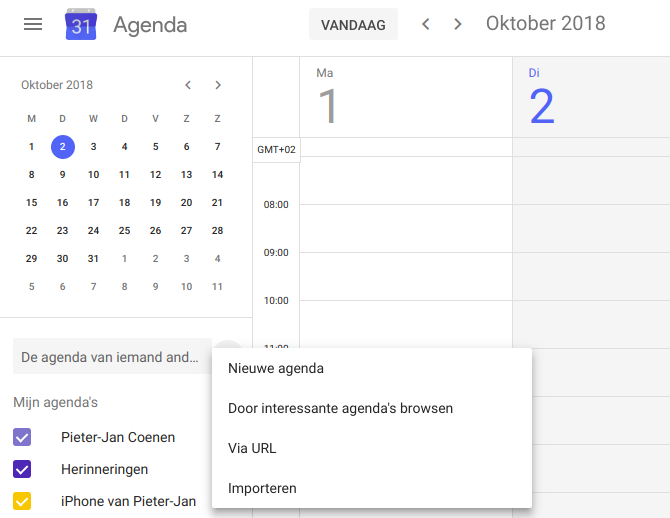 31 Agenda VANDAAG Oktober 2018
Oktober 2018
M D W D V Z Z
1 2 3 4 5 6 7
8 9 10 11 12 13 14
15 16 17 18 19 20 21
22 23 24 25 26 27 28
29 30 31 1 2 3 4
5 6 7 8 9 10 11
De agenda van iemand and...
Mijn agenda's
Pieter-Jan Coenen
Herinneringen
iPhone van Pieter-Jan
Ma
1
Di
2
GMT+02
08:00
09:00
10:00
11:00
Nieuwe agenda
Door interessante agenda's browsen
Via URL
Importeren